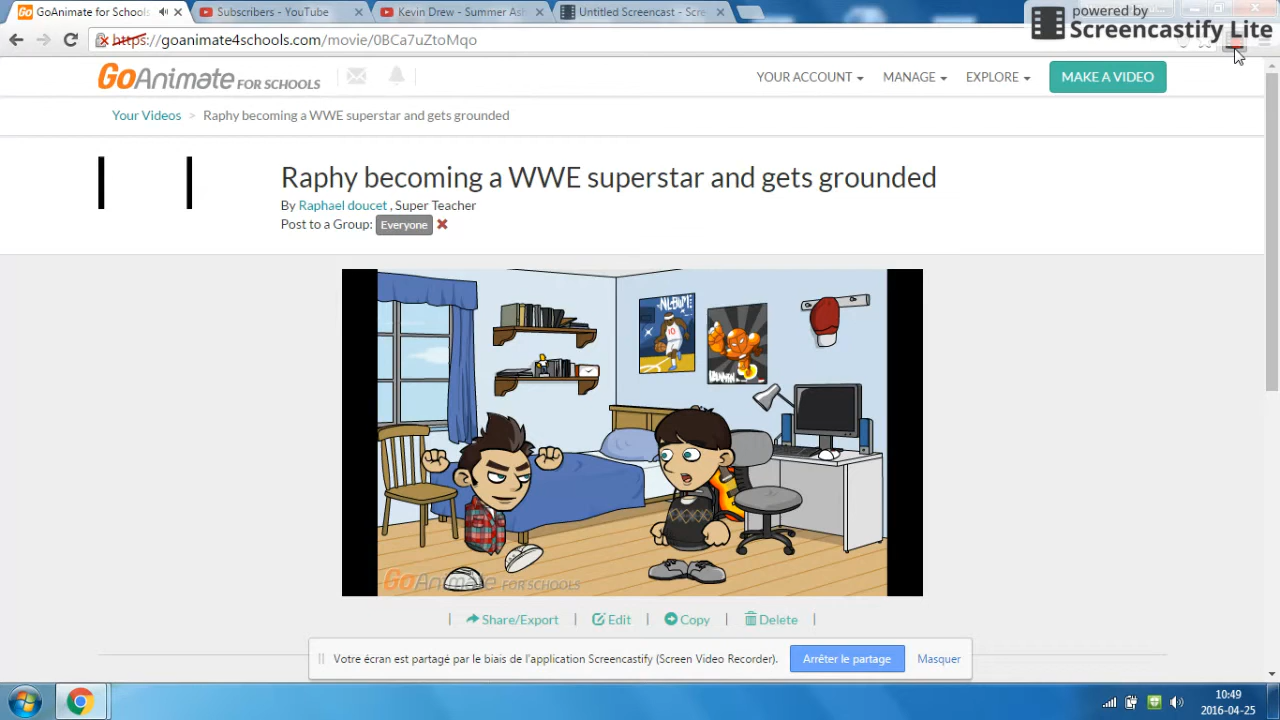 GoAnimate for Schools
Subscribers - YouTube
Kevin Drew - Summer Ash
Untitled Screencast - Scre
powered by
Screencastify Lite
https://goanimate4schools.com/movie/0BCa7uZtoMqo
GOAnimate FOR SCHOOLS
YOUR ACCOUNT
MANAGE
EXPLORE
MAKE A VIDEO
Your Videos > Raphy becoming a WWE superstar and gets grounded
Raphy becoming a WWE superstar and gets grounded
By Raphael doucet , Super Teacher
Post to a Group: Everyone
10
GOAnimate FOR SCHOOLS
| Share/Export | Edit | Copy | Delete |
Votre écran est partagé par le biais de l'application Screencastify (Screen Video Recorder).
Arrêter le partage
Masquer
10:49
2016-04-25